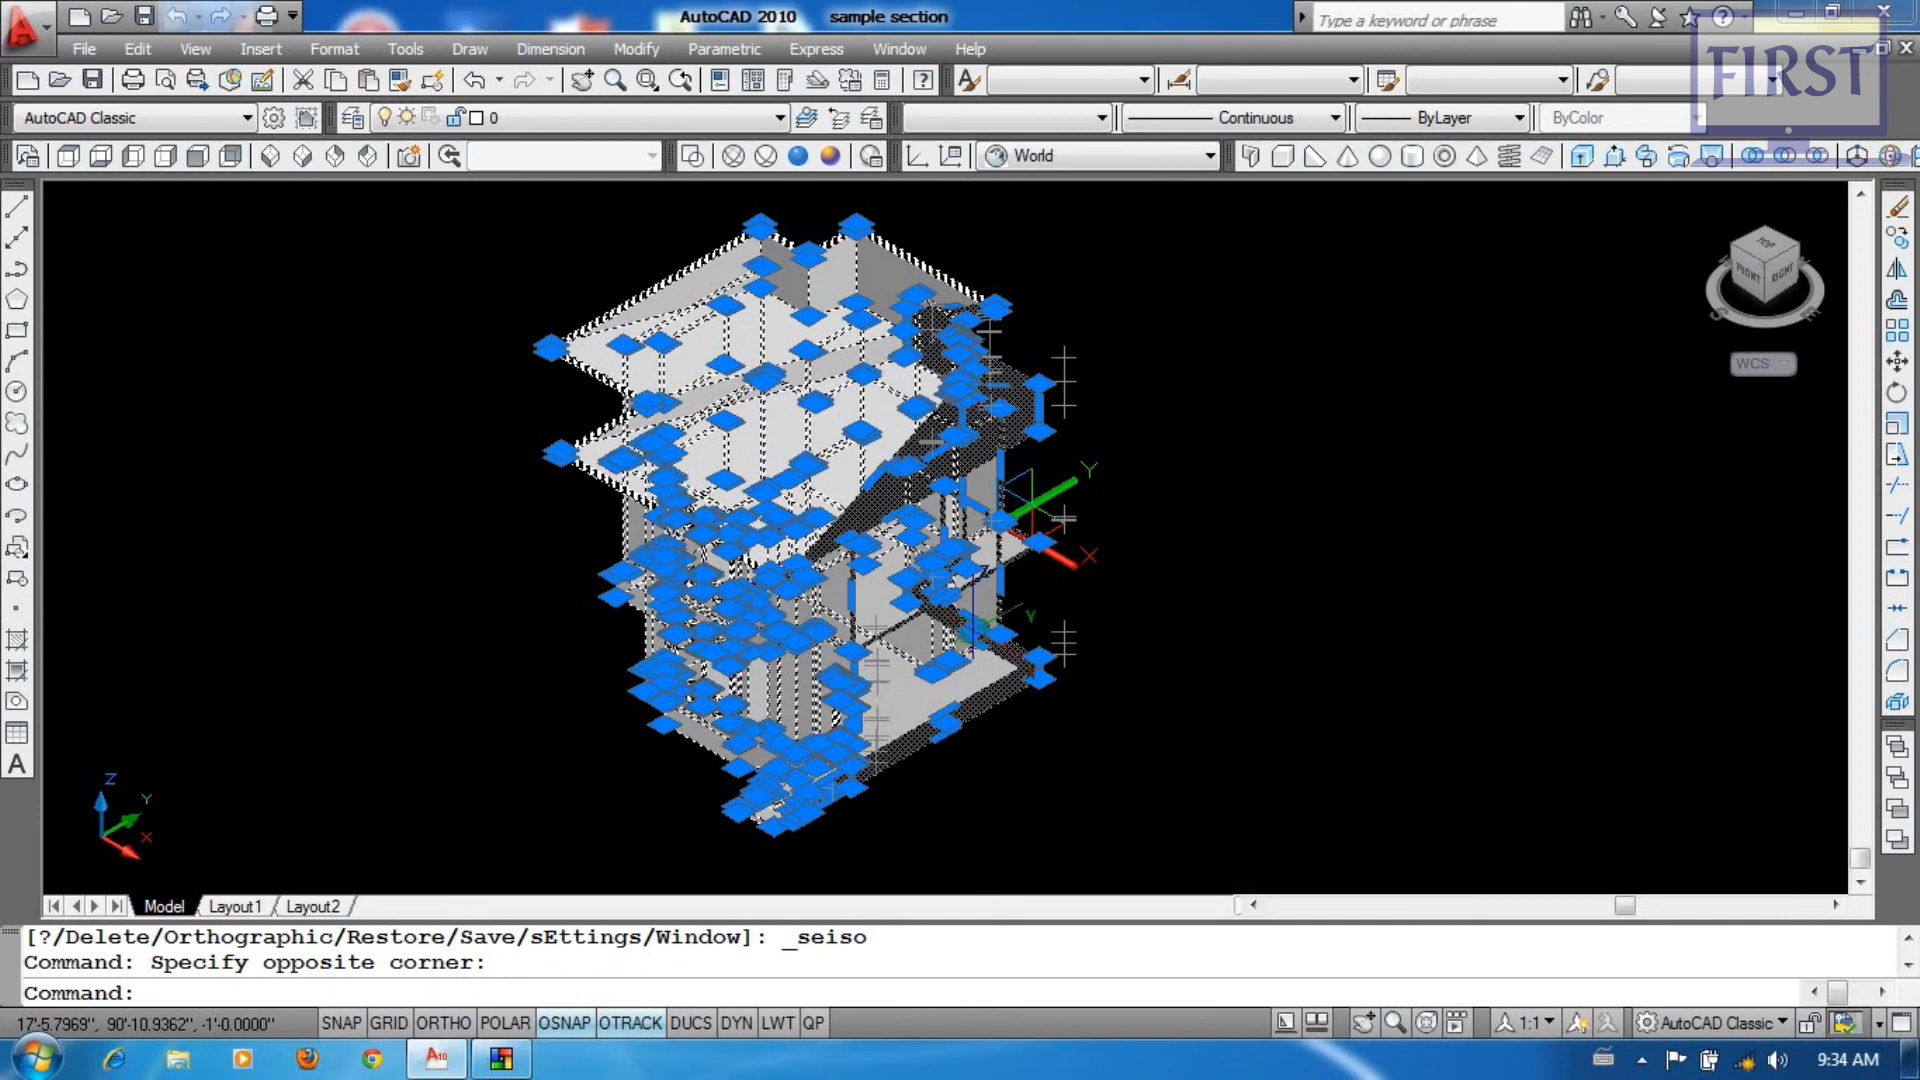 AutoCAD 2010 sample section
Type a keyword or phrase
File Edit View Insert Format Tools Draw Dimension Modify Parametric Express Window Help
FIRST
AutoCAD Classic
0
Continuous
ByLayer
ByColor
World
TOP
FRONT
RIGHT
WCS
Y
X
Z
Y
Z
Y
X
Model Layout1 Layout2
[?/Delete/Orthographic/Restore/Save/sEttings/Window]: _seiso
Command: Specify opposite corner:
Command:
17'-5.7969", 90'-10.9362", -1'-0.0000"
SNAP GRID ORTHO POLAR OSNAP OTRACK DUCS DYN LWT QP
1:1
AutoCAD Classic
9:34 AM